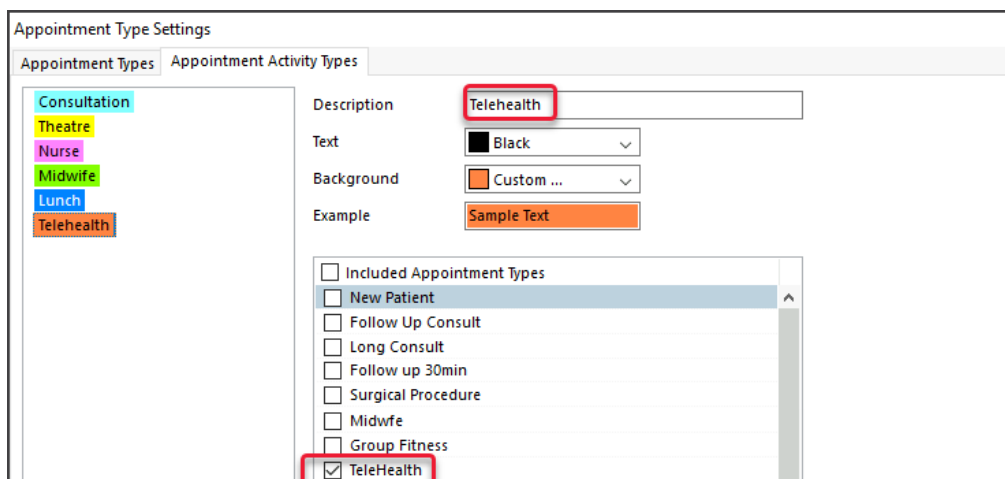 Appointment Type Settings
Appointment Types Appointment Activity Types
Consultation
Theatre
Nurse
Midwife
Lunch
Telehealth
Description Telehealth
Text Black
Background Custom ...
Example Sample Text
Included Appointment Types
New Patient
Follow Up Consult
Long Consult
Follow up 30min
Surgical Procedure
Midwfe
Group Fitness
TeleHealth